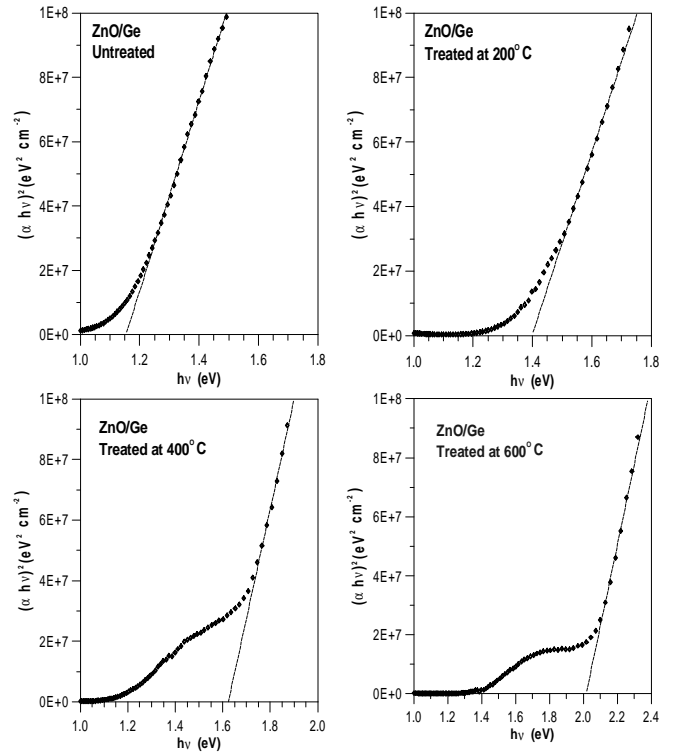 ZnO/Ge
Untreated
1E+8
8E+7
6E+7
4E+7
2E+7
0E+0
(α hν)² (eV² cm⁻²)
1.0 1.2 1.4 1.6 1.8
hν (eV)
ZnO/Ge
Treated at 200°C
1E+8
8E+7
6E+7
4E+7
2E+7
0E+0
(α hν)² (eV² cm⁻²)
1.0 1.2 1.4 1.6 1.8
hν (eV)
ZnO/Ge
Treated at 400°C
1E+8
8E+7
6E+7
4E+7
2E+7
0E+0
(α hν)² (eV² cm⁻²)
1.0 1.2 1.4 1.6 1.8 2.0
hν (eV)
ZnO/Ge
Treated at 600°C
1E+8
8E+7
6E+7
4E+7
2E+7
0E+0
(α hν)² (eV² cm⁻²)
1.0 1.2 1.4 1.6 1.8 2.0 2.2 2.4
hν (eV)